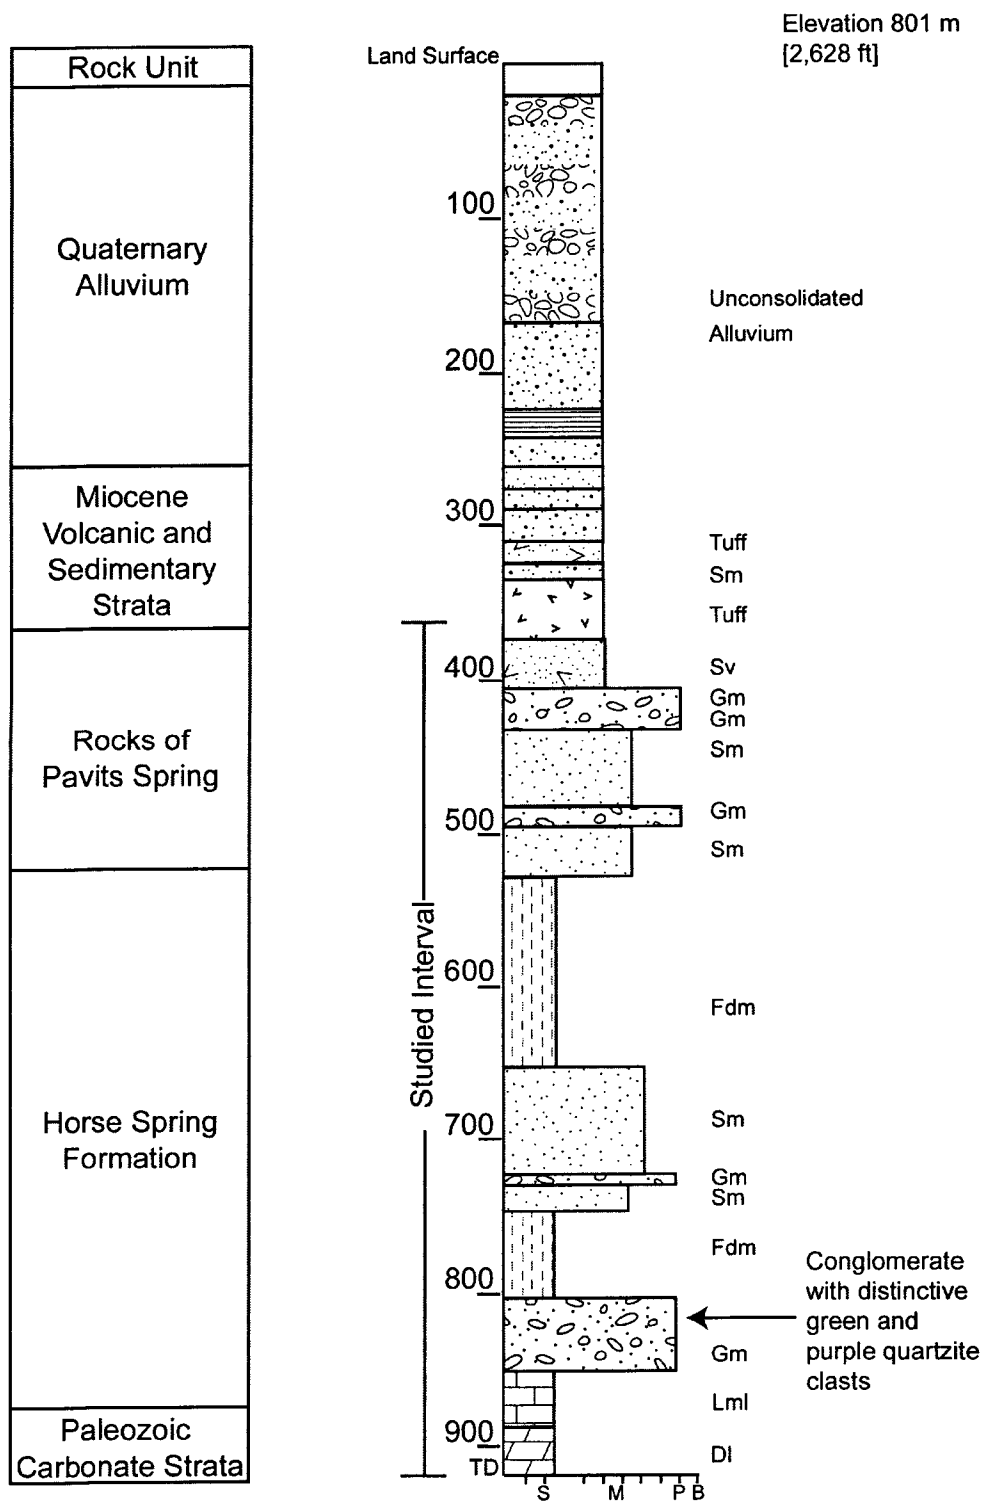 Elevation 801 m
[2,628 ft]
Rock Unit
Quaternary
Alluvium
Miocene
Volcanic and
Sedimentary
Strata
Rocks of
Pavits Spring
Horse Spring
Formation
Paleozoic
Carbonate Strata
Land Surface
100
200
300
400
500
600
700
800
900
TD
Studied Interval
S M P B
Unconsolidated
Alluvium
Tuff
Sm
Tuff
Sv
Gm
Gm
Sm
Gm
Sm
Fdm
Sm
Gm
Sm
Fdm
Gm
Lml
Dl
Conglomerate
with distinctive
green and
purple quartzite
clasts